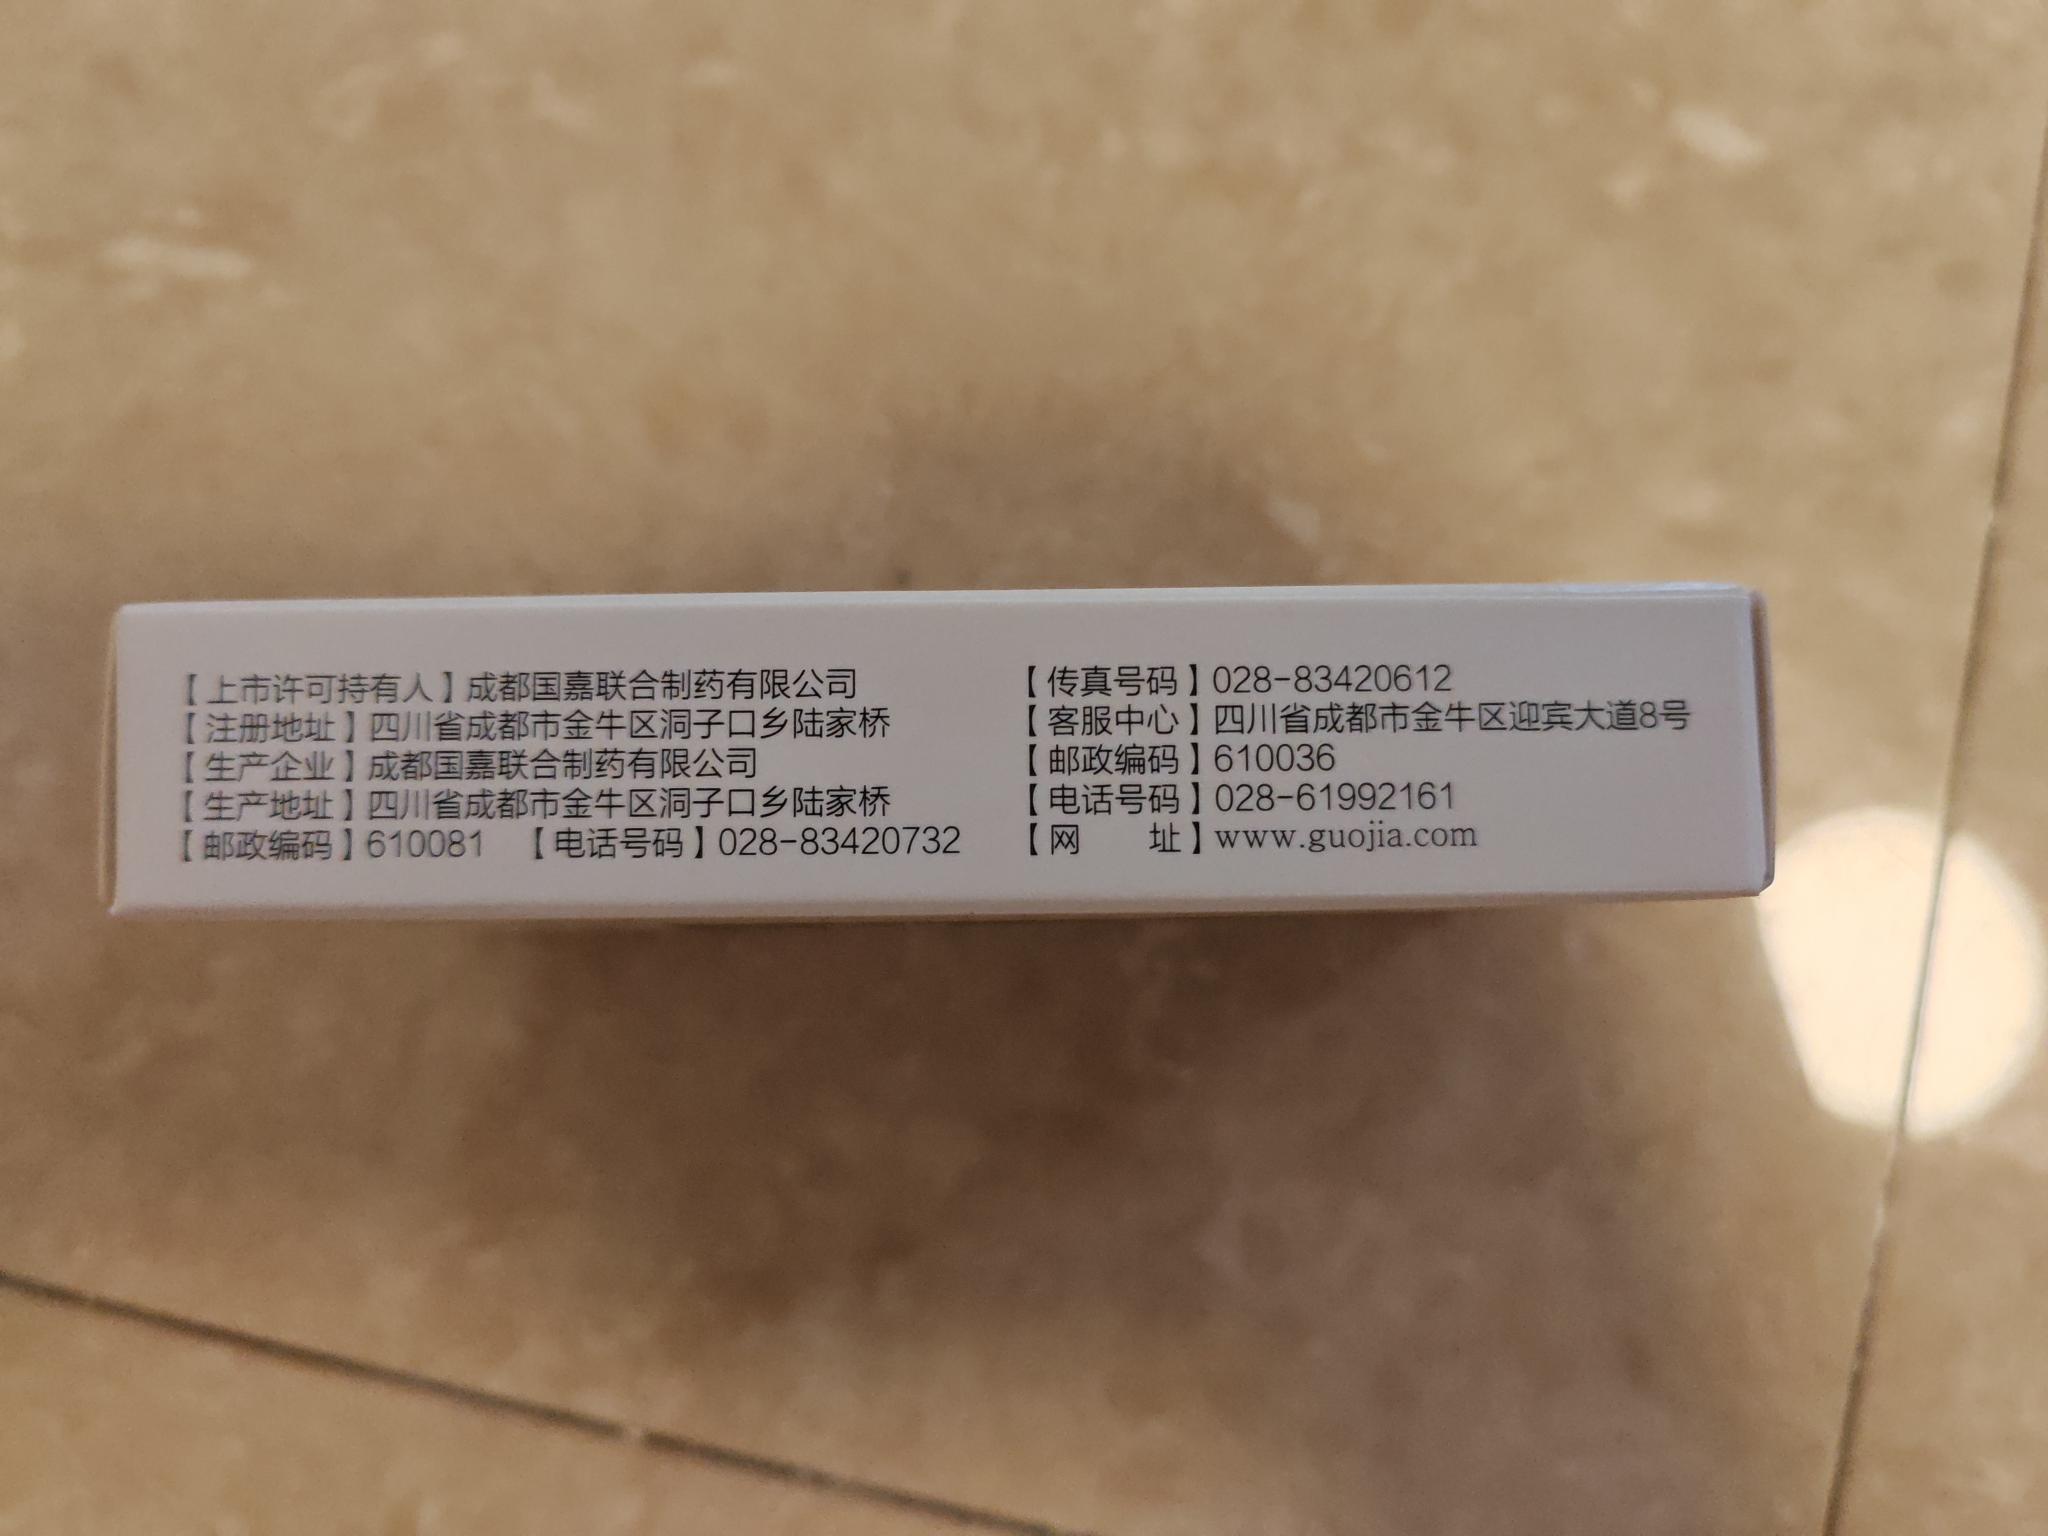 【上市许可持有人】成都国嘉联合制药有限公司
【注册地址】四川省成都市金牛区洞子口乡陆家桥
【生产企业】成都国嘉联合制药有限公司
【生产地址】四川省成都市金牛区洞子口乡陆家桥
【邮政编码】610081 【电话号码】028-83420732
【传真号码】028-83420612
【客服中心】四川省成都市金牛区迎宾大道8号
【邮政编码】610036
【电话号码】028-61992161
【网　　址】www.guojia.com